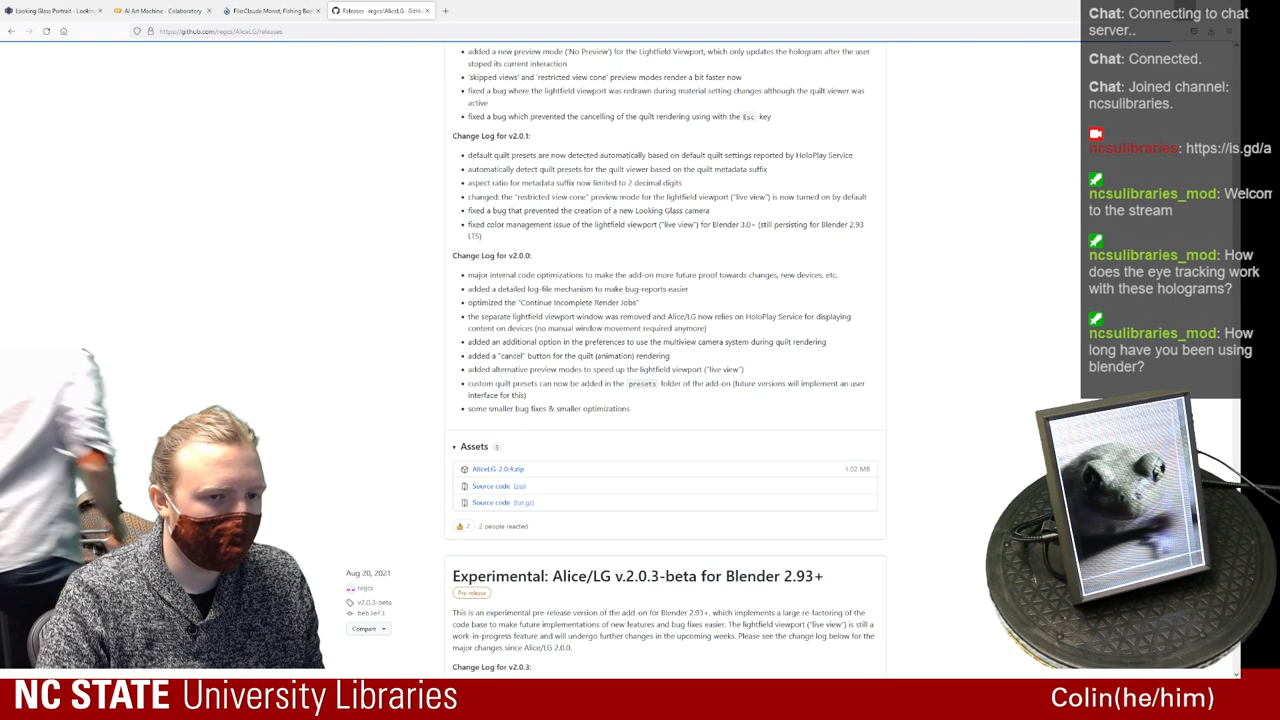 Looking Glass Portrait - Lookin
AI Art Machine - Colaboratory
Releases · regcs/AliceLG · GitHu
https://github.com/regcs/AliceLG/releases
added a new preview mode ('No Preview') for the Lightfield Viewport, which only updates the hologram after the user
stoped its current interaction
'skipped views' and 'restricted view cone' preview modes render a bit faster now
fixed a bug where the lightfield viewport was redrawn during material setting changes although the quilt viewer was
active
fixed a bug which prevented the cancelling of the quilt rendering using with the Esc key
Change Log for v2.0.1:
default quilt presets are now detected automatically based on default quilt settings reported by HoloPlay Service
automatically detect quilt presets for the quilt viewer based on the quilt metadata suffix
aspect ratio for metadata suffix now limited to 2 decimal digits
changed: the "restricted view cone" preview mode for the lightfield viewport ("live view") is now turned on by default
fixed a bug that prevented the creation of a new Looking Glass camera
fixed color management issue of the lightfield viewport ("live view") for Blender 3.0+ (still persisting for Blender 2.93
LTS)
Change Log for v2.0.0:
major internal code optimizations to make the add-on more future proof towards changes, new devices, etc.
added a detailed log-file mechanism to make bug-reports easier
optimized the "Continue Incomplete Render Jobs"
the separate lightfield viewport window was removed and Alice/LG now relies on HoloPlay Service for displaying
content on devices (no manual window movement required anymore)
added an additional option in the preferences to use the multiview camera system during quilt rendering
added a "cancel" button for the quilt (animation) rendering
added alternative preview modes to speed up the lightfield viewport ("live view")
custom quilt presets can now be added in the presets folder of the add-on (future versions will implement an user
interface for this)
some smaller bug fixes & smaller optimizations
Assets 3
AliceLG-2.0.4.zip 1.02 MB
Source code (zip)
Source code (tar.gz)
2 2 people reacted
Aug 20, 2021
regcs
v2.0.3-beta
Compare
Experimental: Alice/LG v.2.0.3-beta for Blender 2.93+
Pre-release
This is an experimental pre-release version of the add-on for Blender 2.93+, which implements a large re-factoring of the
code base to make future implementations of new features and bug fixes easier. The lightfield viewport ("live view") is still a
work-in-progress feature and will undergo further changes in the upcoming weeks. Please see the change log below for the
major changes since Alice/LG 2.0.0.
Change Log for v2.0.3:
Chat: Connecting to chat
server..
Chat: Connected.
Chat: Joined channel:
ncsulibraries.
ncsulibraries: https://is.gd/a
ncsulibraries_mod: Welcom
to the stream
ncsulibraries_mod: How
does the eye tracking work
with these holograms?
ncsulibraries_mod: How
long have you been using
blender?
NC STATE University Libraries
Colin(he/him)